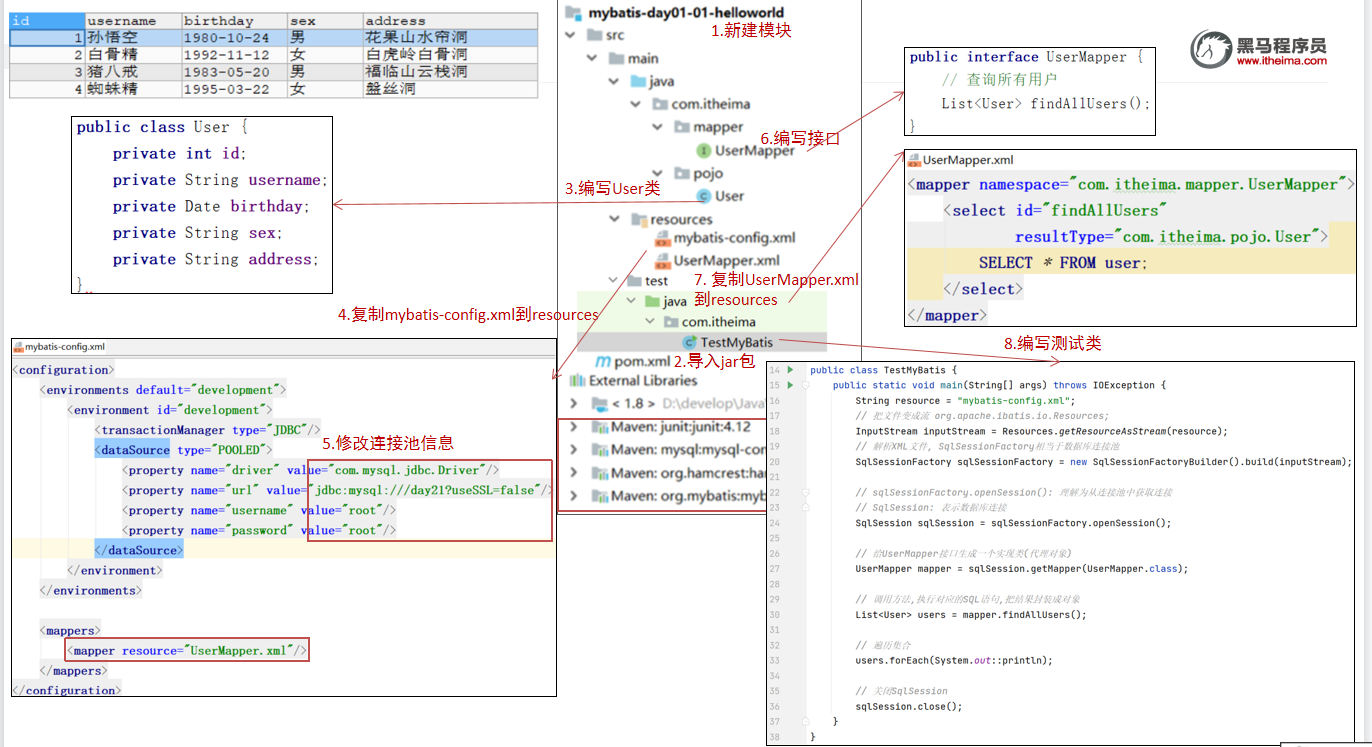 id username birthday sex address
1 孙悟空 1980-10-24 男 花果山水帘洞
2 白骨精 1992-11-12 女 白虎岭白骨洞
3 猪八戒 1983-05-20 男 福临山云栈洞
4 蜘蛛精 1995-03-22 女 盤丝洞
public class User {
private int id;
private String username;
private Date birthday;
private String sex;
private String address;
}
mybatis-day01-01-helloworld
1.新建模块
src
main
java
com.itheima
mapper
UserMapper
pojo
User
resources
mybatis-config.xml
UserMapper.xml
test
java
com.itheima
TestMyBatis
pom.xml
2.导入jar包
External Libraries
< 1.8 > D:\develop\Java
Maven: junit:junit:4.12
Maven: mysql:mysql-con
Maven: org.hamcrest:ha
Maven: org.mybatis:myb
3.编写User类
4.复制mybatis-config.xml到resources
6.编写接口
7. 复制UserMapper.xml
到resources
8.编写测试类
黑马程序员
www.itheima.com
public interface UserMapper {
// 查询所有用户
List<User> findAllUsers();
}
UserMapper.xml
<mapper namespace="com.itheima.mapper.UserMapper">
<select id="findAllUsers"
resultType="com.itheima.pojo.User">
SELECT * FROM user;
</select>
</mapper>
mybatis-config.xml
<configuration>
<environments default="development">
<environment id="development">
<transactionManager type="JDBC"/>
<dataSource type="POOLED">
5.修改连接池信息
<property name="driver" value="com.mysql.jdbc.Driver"/>
<property name="url" value="jdbc:mysql:///day21?useSSL=false"/>
<property name="username" value="root"/>
<property name="password" value="root"/>
</dataSource>
</environment>
</environments>
<mappers>
<mapper resource="UserMapper.xml"/>
</mappers>
</configuration>
14 public class TestMyBatis {
15 public static void main(String[] args) throws IOException {
16 String resource = "mybatis-config.xml";
17 // 把文件变成流 org.apache.ibatis.io.Resources;
18 InputStream inputStream = Resources.getResourceAsStream(resource);
19 // 解析XML文件, SqlSessionFactory相当于数据库连接池
20 SqlSessionFactory sqlSessionFactory = new SqlSessionFactoryBuilder().build(inputStream);
21
22 // sqlSessionFactory.openSession(): 理解为从连接池中获取连接
23 // SqlSession: 表示数据库连接
24 SqlSession sqlSession = sqlSessionFactory.openSession();
25
26 // 给UserMapper接口生成一个实现类(代理对象)
27 UserMapper mapper = sqlSession.getMapper(UserMapper.class);
28
29 // 调用方法,执行对应的SQL语句,把结果封装成对象
30 List<User> users = mapper.findAllUsers();
31
32 // 遍历集合
33 users.forEach(System.out::println);
34
35 // 关闭SqlSession
36 sqlSession.close();
37 }
38 }